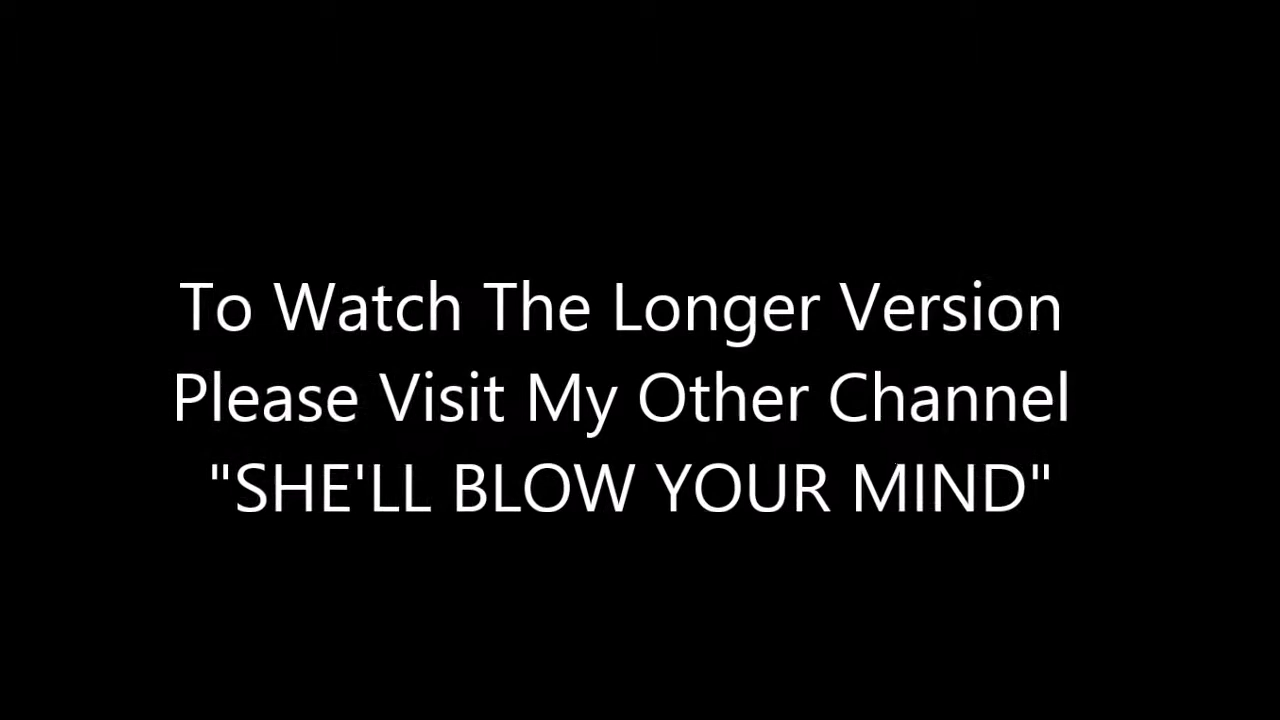 To Watch The Longer Version
Please Visit My Other Channel
"SHE'LL BLOW YOUR MIND"